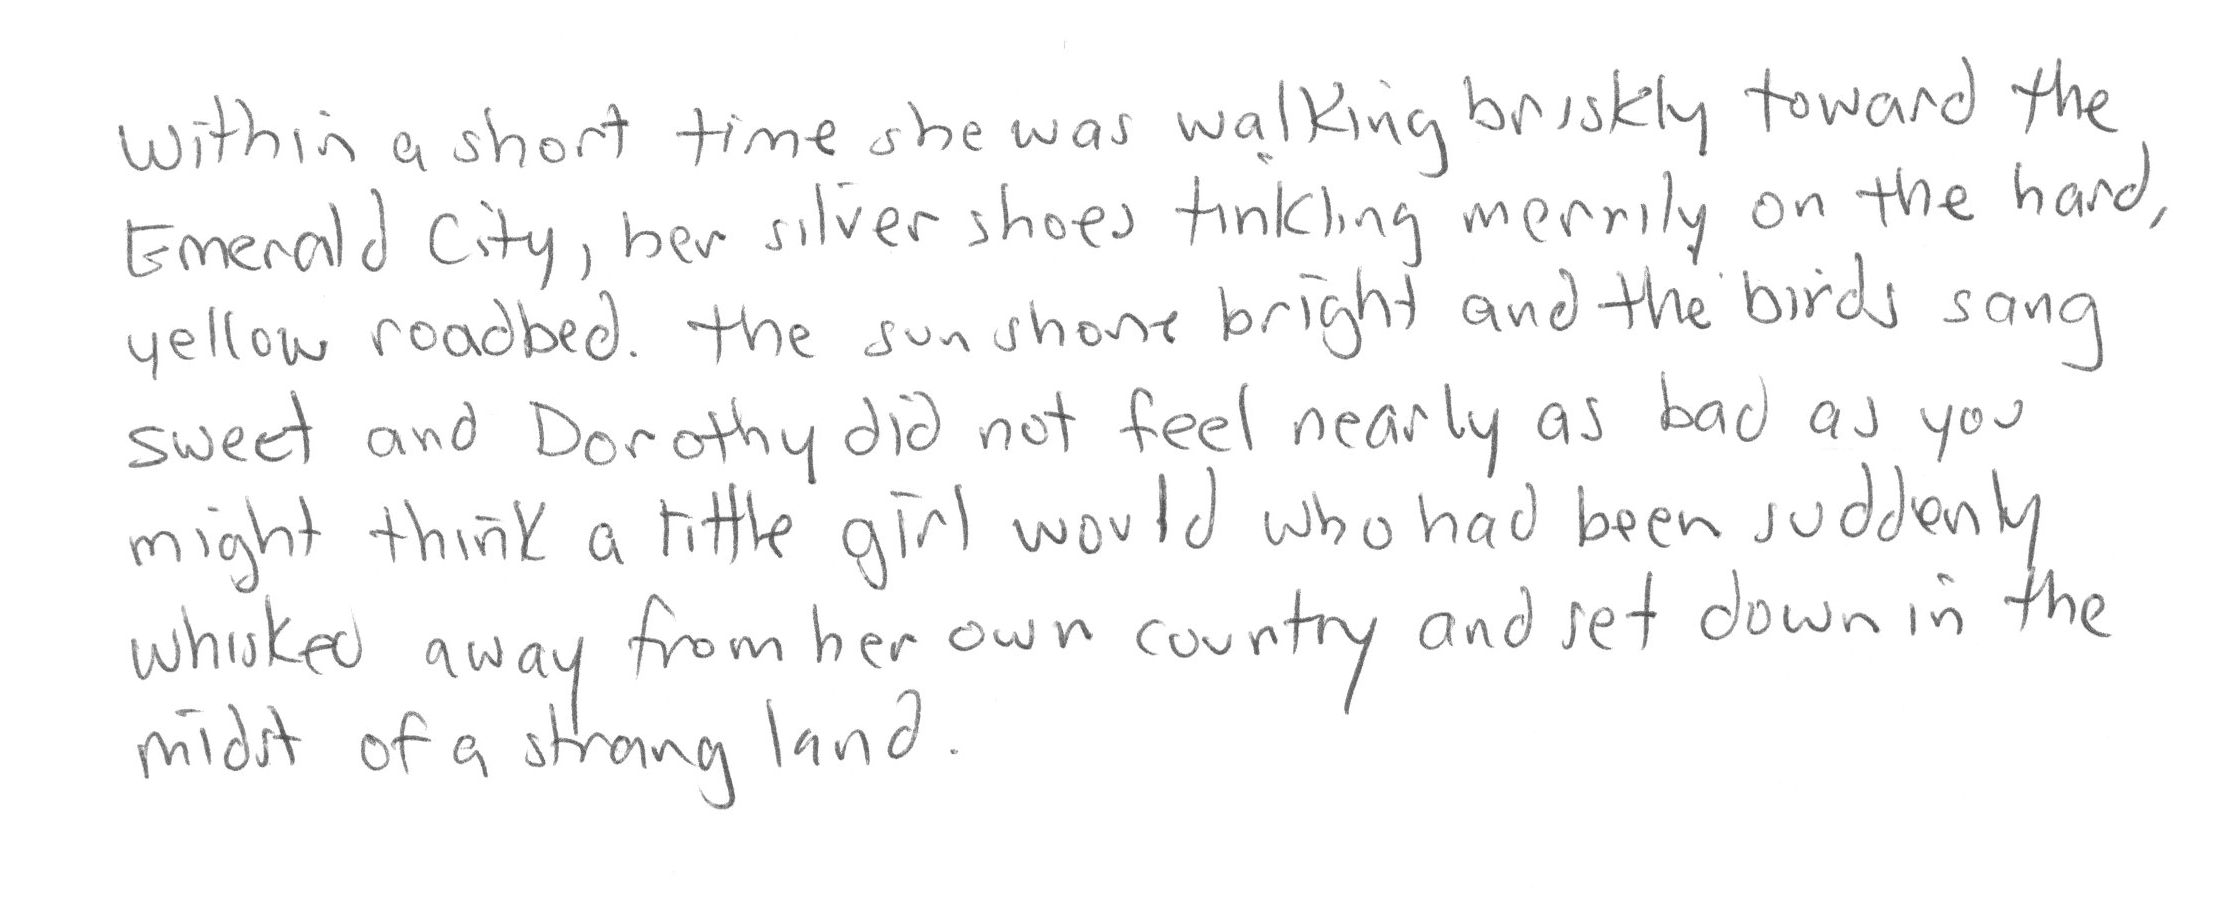 Within a short time she was walking briskly toward the
Emerald City, her silver shoes tinkling merrily on the hard,
yellow roadbed. The sun shone bright and the birds sang
sweet and Dorothy did not feel nearly as bad as you
might think a little girl would who had been suddenly
whisked away from her own country and set down in the
midst of a strang land.